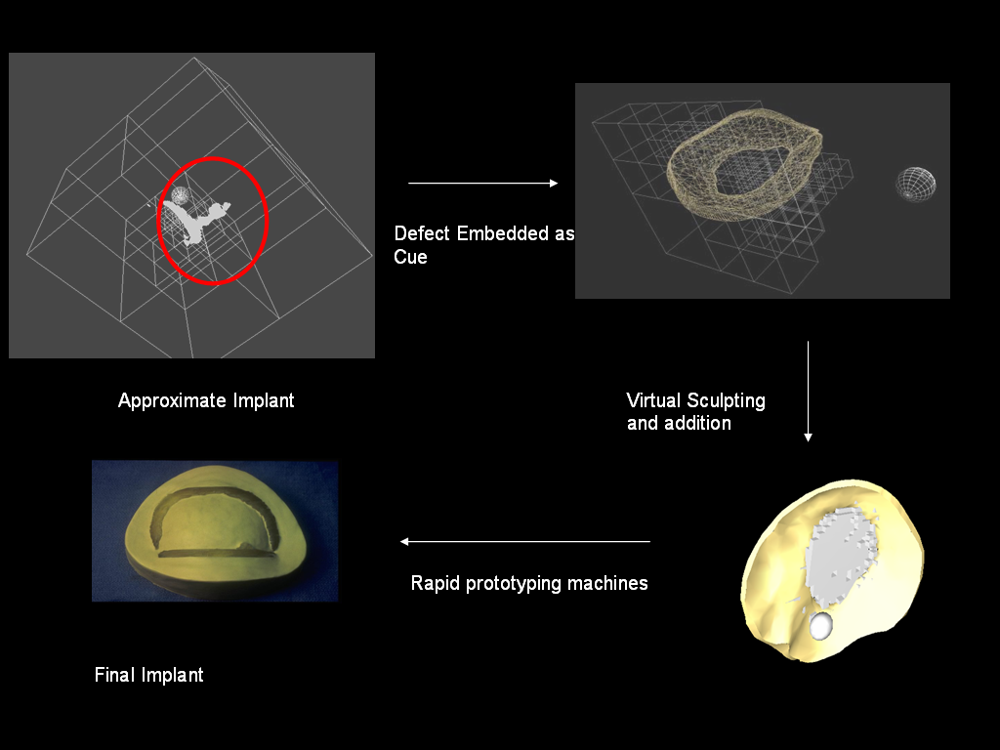 Defect Embedded as
Cue
Approximate Implant
Virtual Sculpting
and addition
Rapid prototyping machines
Final Implant